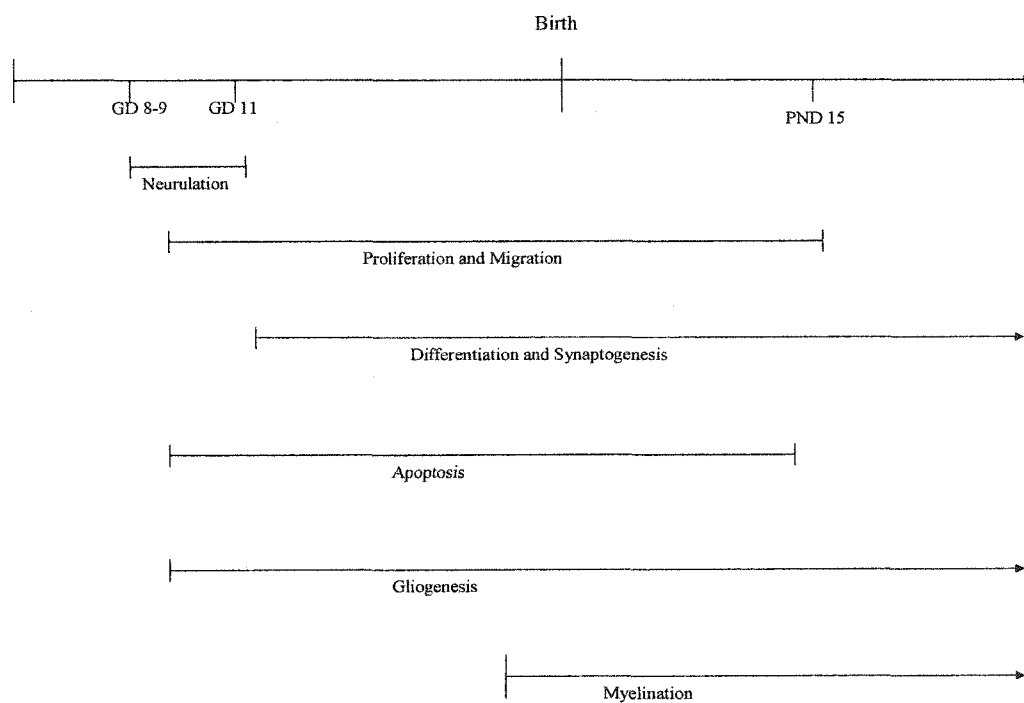 Birth
GD 8-9
GD 11
PND 15
Neurulation
Proliferation and Migration
Differentiation and Synaptogenesis
Apoptosis
Gliogenesis
Myelination